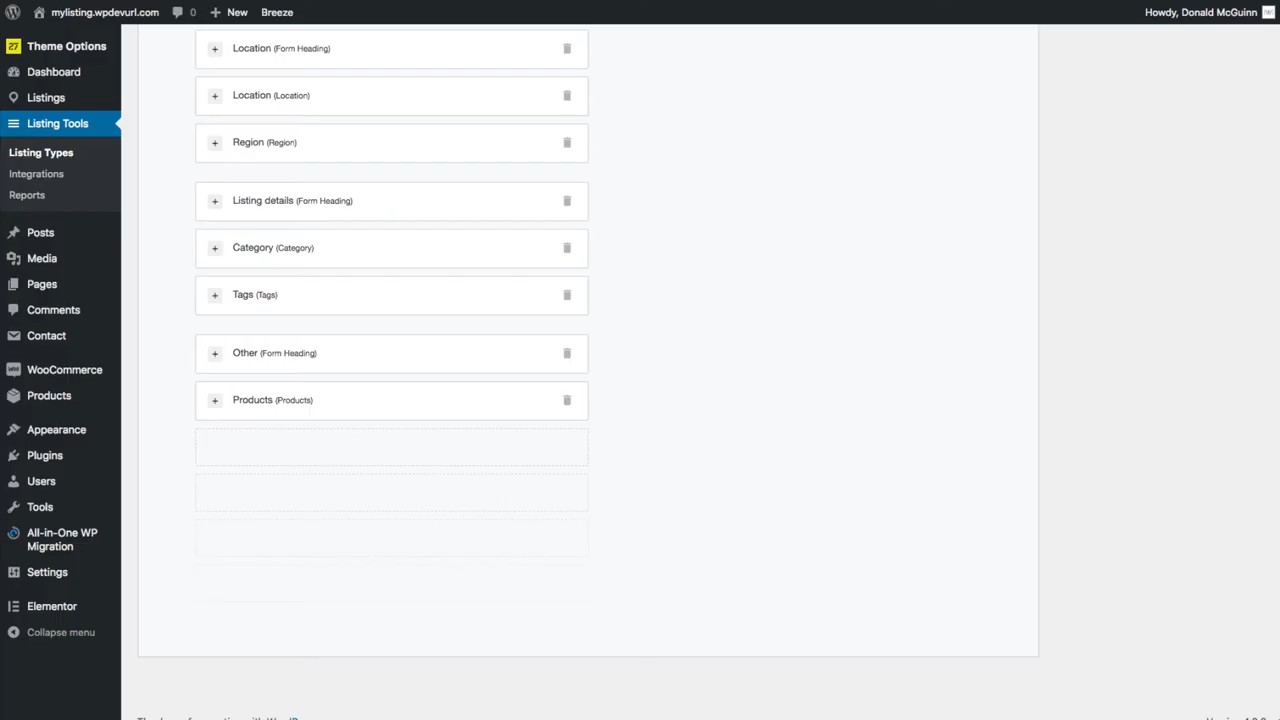 mylisting.wpdevurl.com 0 New Breeze Howdy, Donald McGuinn
27 Theme Options
Dashboard
Listings
Listing Tools
Listing Types
Integrations
Reports
Posts
Media
Pages
Comments
Contact
WooCommerce
Products
Appearance
Plugins
Users
Tools
All-in-One WP
Migration
Settings
Elementor
Collapse menu
+ Location (Form Heading)
+ Location (Location)
+ Region (Region)
+ Listing details (Form Heading)
+ Category (Category)
+ Tags (Tags)
+ Other (Form Heading)
+ Products (Products)